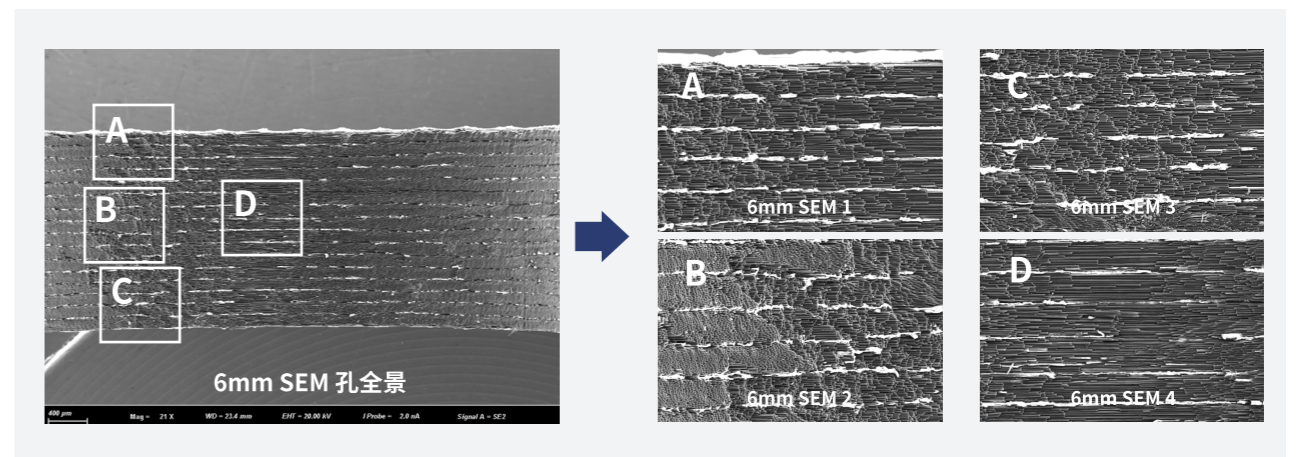 A
B
D
C
6mm SEM 孔全景
400 µm
Mag = 21 X
WD = 23.4 mm
EHT = 20.00 kV
I Probe = 2.0 nA
Signal A = SE2
A
6mm SEM 1
C
6mm SEM 3
B
6mm SEM 2
D
6mm SEM 4